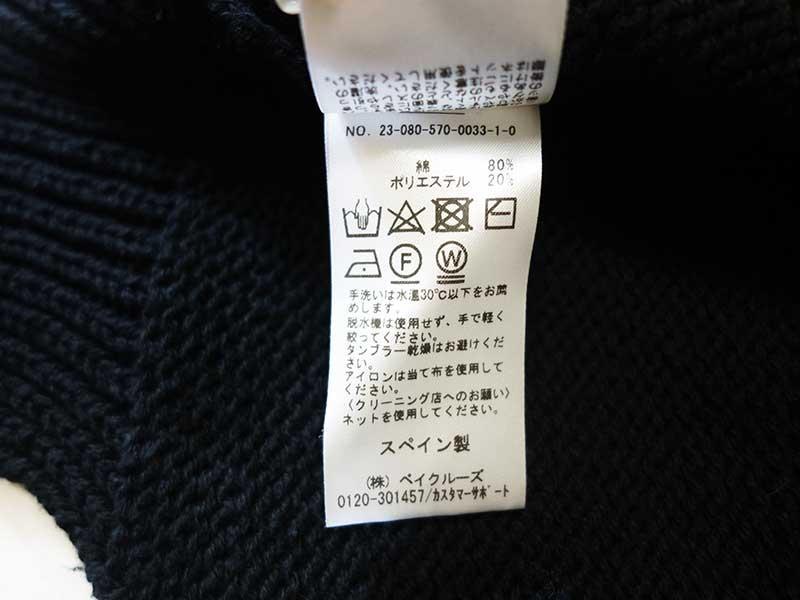 NO. 23-080-570-0033-1-0
綿 80%
ポリエステル 20%
F
W
手洗いは水温30℃以下をお薦
めします。
脱水機は使用せず、手で軽く
絞ってください。
タンブラー乾燥はお避けくだ
さい。
アイロンは当て布を使用して
ください。
〈クリーニング店へのお願い〉
ネットを使用してください。
スペイン製
(株) ベイクルーズ
0120-301457/カスタマーサポート